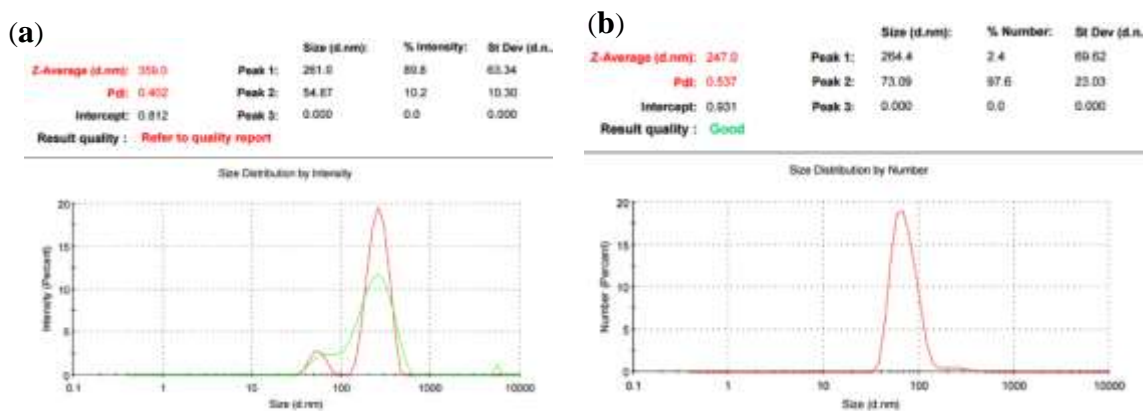 (a)
Size (d.nm): % Intensity: St Dev (d.n...
Z-Average (d.nm): 359.0 Peak 1: 261.0 89.8 63.34
PdI: 0.402 Peak 2: 54.87 10.2 10.30
Intercept: 0.812 Peak 3: 0.000 0.0 0.000
Result quality : Refer to quality report
Size Distribution by Intensity
Intensity (Percent)
20
15
10
5
0
0.1 1 10 100 1000 10000
Size (d.nm)
(b)
Size (d.nm): % Number: St Dev (d.n...
Z-Average (d.nm): 247.0 Peak 1: 264.4 2.4 69.62
PdI: 0.537 Peak 2: 73.09 97.6 23.03
Intercept: 0.931 Peak 3: 0.000 0.0 0.000
Result quality : Good
Size Distribution by Number
Number (Percent)
20
15
10
5
0
0.1 1 10 100 1000 10000
Size (d.nm)